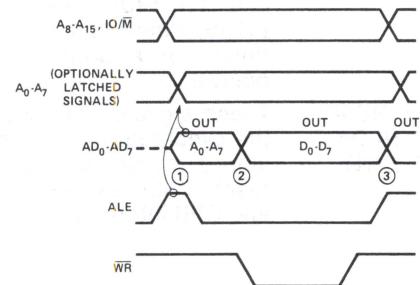 A8-A15, IO/M̅
(OPTIONALLY
A0-A7 LATCHED
SIGNALS)
OUT OUT OUT
AD0-AD7 A0-A7 D0-D7
1 2 3
ALE
W̅R̅